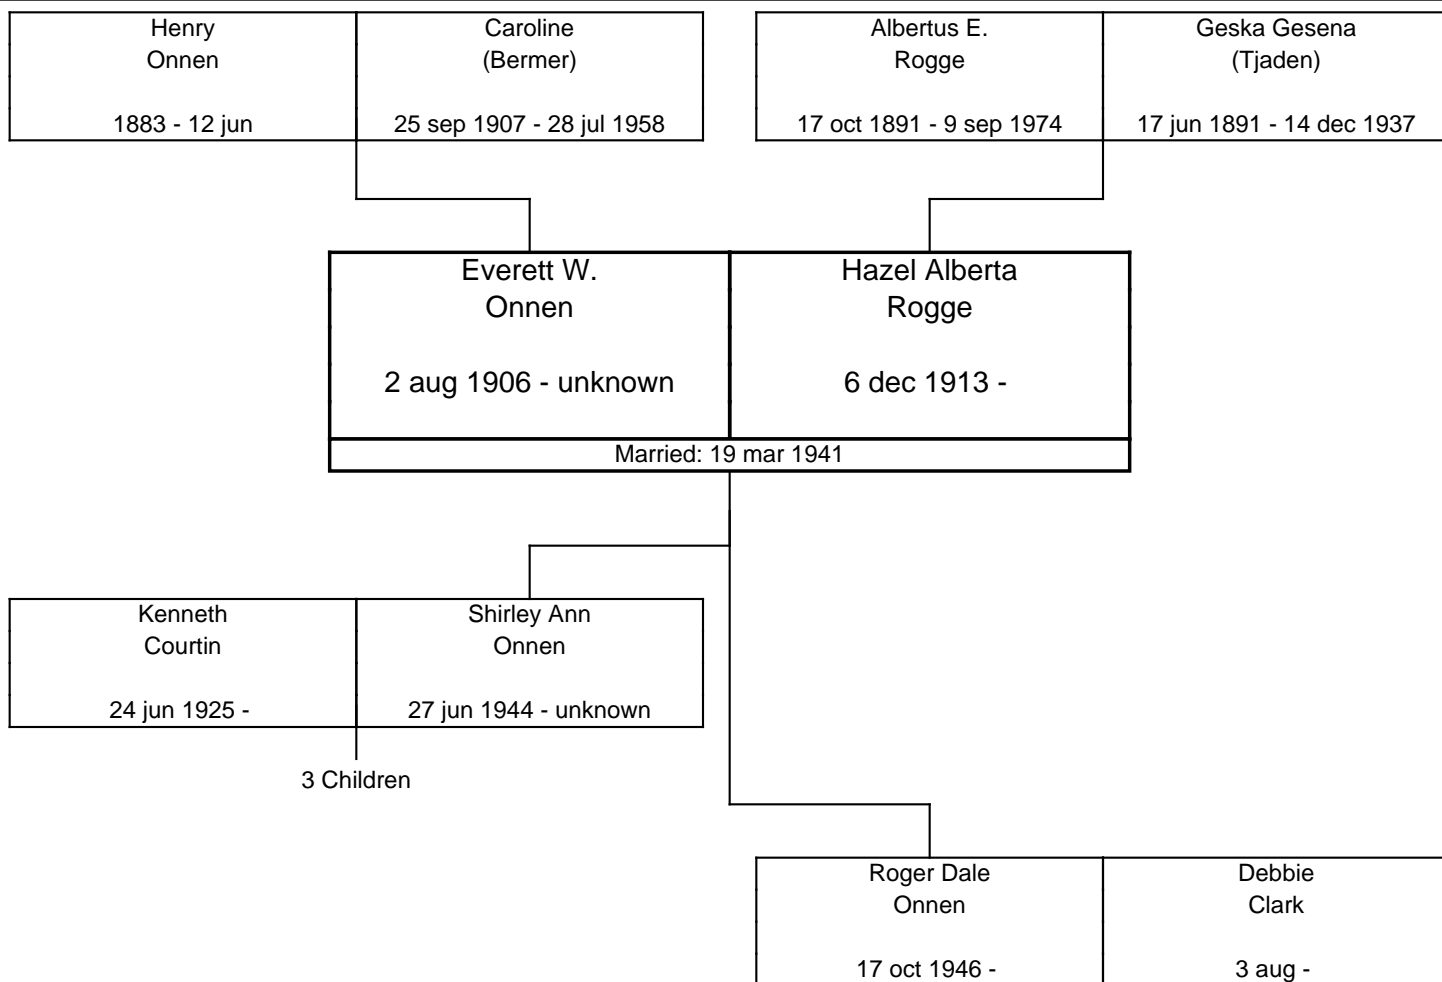 Henry
Onnen
1883 - 12 jun
Caroline
(Bermer)
25 sep 1907 - 28 jul 1958
Albertus E.
Rogge
17 oct 1891 - 9 sep 1974
Geska Gesena
(Tjaden)
17 jun 1891 - 14 dec 1937
Everett W.
Onnen
2 aug 1906 - unknown
Hazel Alberta
Rogge
6 dec 1913 -
Married: 19 mar 1941
Kenneth
Courtin
24 jun 1925 -
Shirley Ann
Onnen
27 jun 1944 - unknown
3 Children
Roger Dale
Onnen
17 oct 1946 -
Debbie
Clark
3 aug -